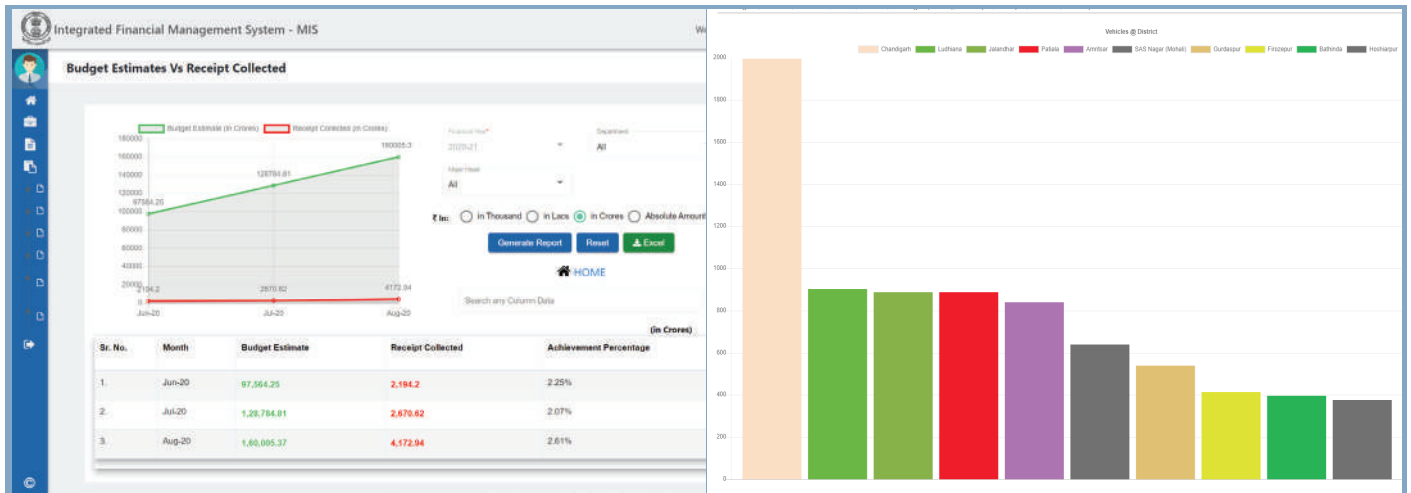 Integrated Financial Management System - MIS
Budget Estimates Vs Receipt Collected
Budget Estimate (in Crores) Receipt Collected (in Crores)
180000
160000
140000
120000
100000
80000
60000
40000
20000
0
97564.25
128784.81
160005.3
2194.2
2670.62
4172.94
Jun-20 Jul-20 Aug-20
Financial Year* Department
2020-21 All
Major Head
All
₹ In: in Thousand in Lacs in Crores Absolute Amount
Generate Report Reset Excel
HOME
Search any Column Data
(in Crores)
Sr. No. Month Budget Estimate Receipt Collected Achievement Percentage
1. Jun-20 97,564.25 2,194.2 2.25%
2. Jul-20 1,28,784.81 2,670.62 2.07%
3. Aug-20 1,60,005.37 4,172.94 2.61%
Vehicles @ District
Chandigarh Ludhiana Jalandhar Patiala Amritsar SAS Nagar (Mohali) Gurdaspur Firozepur Bathinda Hoshiarpur
2000
1800
1600
1400
1200
1000
800
600
400
200
0